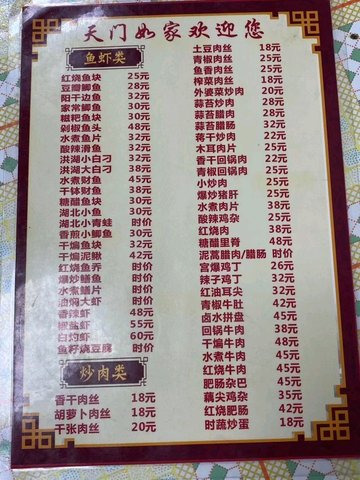 天门如家欢迎您
鱼虾类
红烧鱼块 25元
豆瓣鲫鱼 28元
阳干边鱼 32元
家常鲫鱼 30元
糍粑鱼块 30元
剁椒鱼头 48元
水煮鱼片 32元
酸辣滑鱼 32元
洪湖小白刁 32元
洪湖大白刁 38元
水煮财鱼 45元
干钵财鱼 38元
糖醋鱼块 30元
湖北小鱼 30元
湖北小青蛙 时价
香煎小鲫鱼 30元
干煸鱼块 32元
干煸泥鳅 42元
红烧鱼乔 时价
爆炒鳝鱼 时价
水煮鳝片 时价
油焖大虾 时价
香辣虾 48元
椒盐虾 55元
白灼虾 60元
鱼籽烧豆腐 时价
炒肉类
香干肉丝 18元
胡萝卜肉丝 18元
千张肉丝 20元
土豆肉丝 18元
青椒肉丝 25元
鱼香肉丝 25元
榨菜肉丝 18元
外婆菜炒肉 20元
蒜苔炒肉 28元
蒜苔腊肉 32元
蒜苔腊肠 32元
蒋干炒肉 22元
木耳肉片 28元
香干回锅肉 22元
青椒回锅肉 22元
小炒肉 25元
爆炒猪肝 25元
水煮肉片 38元
酸辣鸡杂 25元
红烧肉 38元
糖醋里脊 48元
泥蒿腊肉/腊肠 时价
宫爆鸡丁 26元
辣子鸡丁 32元
红油耳尖 32元
青椒牛肚 42元
卤水拼盘 45元
回锅牛肉 38元
干煸牛肉 48元
水煮牛肉 45元
红烧牛肉 45元
肥肠杂巴 45元
藕尖鸡杂 35元
红烧肥肠 42元
时蔬炒蛋 18元